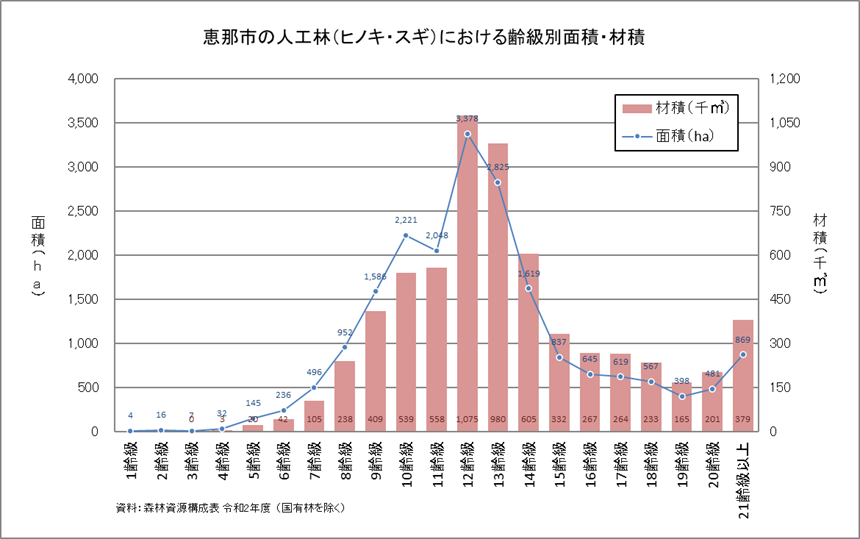 恵那市の人工林(ヒノキ・スギ)における齢級別面積・材積
4,000
3,500
3,000
2,500
2,000
1,500
1,000
500
0
面積)ha(
1,200
1,050
900
750
600
450
300
150
0
材積(千㎥)
材積(千㎥)
面積(ha)
4
16
7
32
145
236
496
952
1,586
2,221
2,048
3,378
2,825
1,619
837
645
619
567
398
481
869
0
3
20
42
105
238
409
539
558
1,075
980
605
332
267
264
233
165
201
379
1齢級
2齢級
3齢級
4齢級
5齢級
6齢級
7齢級
8齢級
9齢級
10齢級
11齢級
12齢級
13齢級
14齢級
15齢級
16齢級
17齢級
18齢級
19齢級
20齢級
21齢級以上
資料:森林資源構成表 令和2年度(国有林を除く)